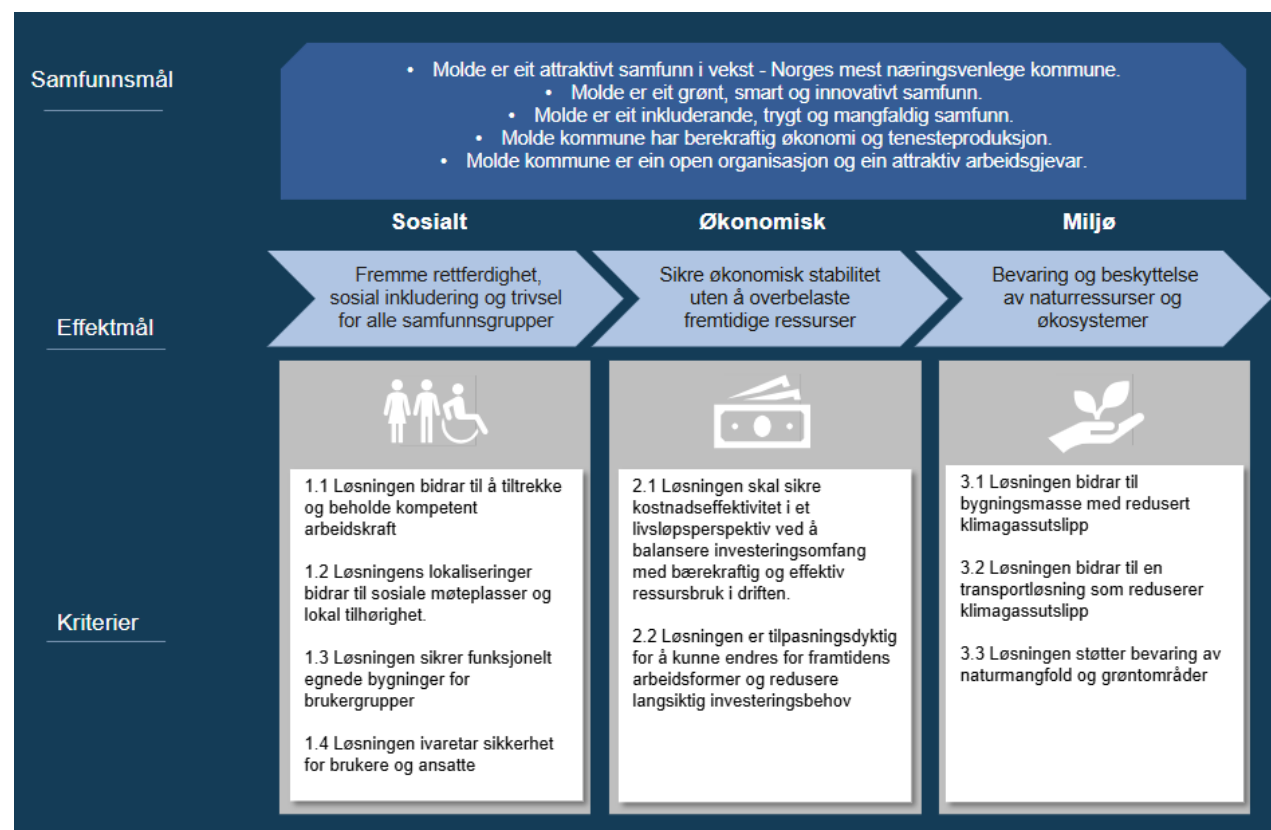 Samfunnsmål
• Molde er eit attraktivt samfunn i vekst - Norges mest næringsvenlege kommune.
• Molde er eit grønt, smart og innovativt samfunn.
• Molde er eit inkluderande, trygt og mangfaldig samfunn.
• Molde kommune har berekraftig økonomi og tenesteproduksjon.
• Molde kommune er ein open organisasjon og ein attraktiv arbeidsgjevar.
Sosialt
Økonomisk
Miljø
Effektmål
Fremme rettferdighet,
sosial inkludering og trivsel
for alle samfunnsgrupper
Sikre økonomisk stabilitet
uten å overbelaste
fremtidige ressurser
Bevaring og beskyttelse
av naturressurser og
økosystemer
Kriterier
1.1 Løsningen bidrar til å tiltrekke
og beholde kompetent
arbeidskraft
1.2 Løsningens lokaliseringer
bidrar til sosiale møteplasser og
lokal tilhørighet.
1.3 Løsningen sikrer funksjonelt
egnede bygninger for
brukergrupper
1.4 Løsningen ivaretar sikkerhet
for brukere og ansatte
2.1 Løsningen skal sikre
kostnadseffektivitet i et
livsløpsperspektiv ved å
balansere investeringsomfang
med bærekraftig og effektiv
ressursbruk i driften.
2.2 Løsningen er tilpasningsdyktig
for å kunne endres for framtidens
arbeidsformer og redusere
langsiktig investeringsbehov
3.1 Løsningen bidrar til
bygningsmasse med redusert
klimagassutslipp
3.2 Løsningen bidrar til en
transportløsning som reduserer
klimagassutslipp
3.3 Løsningen støtter bevaring av
naturmangfold og grøntområder